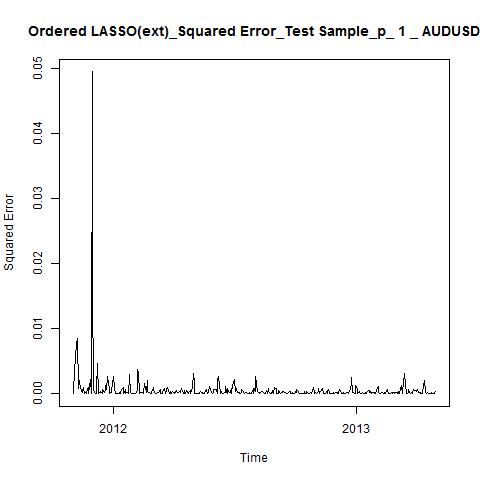 Ordered LASSO(ext)_Squared Error_Test Sample_p_ 1 _ AUDUSD
0.05
0.04
0.03
0.02
0.01
0.00
Squared Error
2012 2013
Time